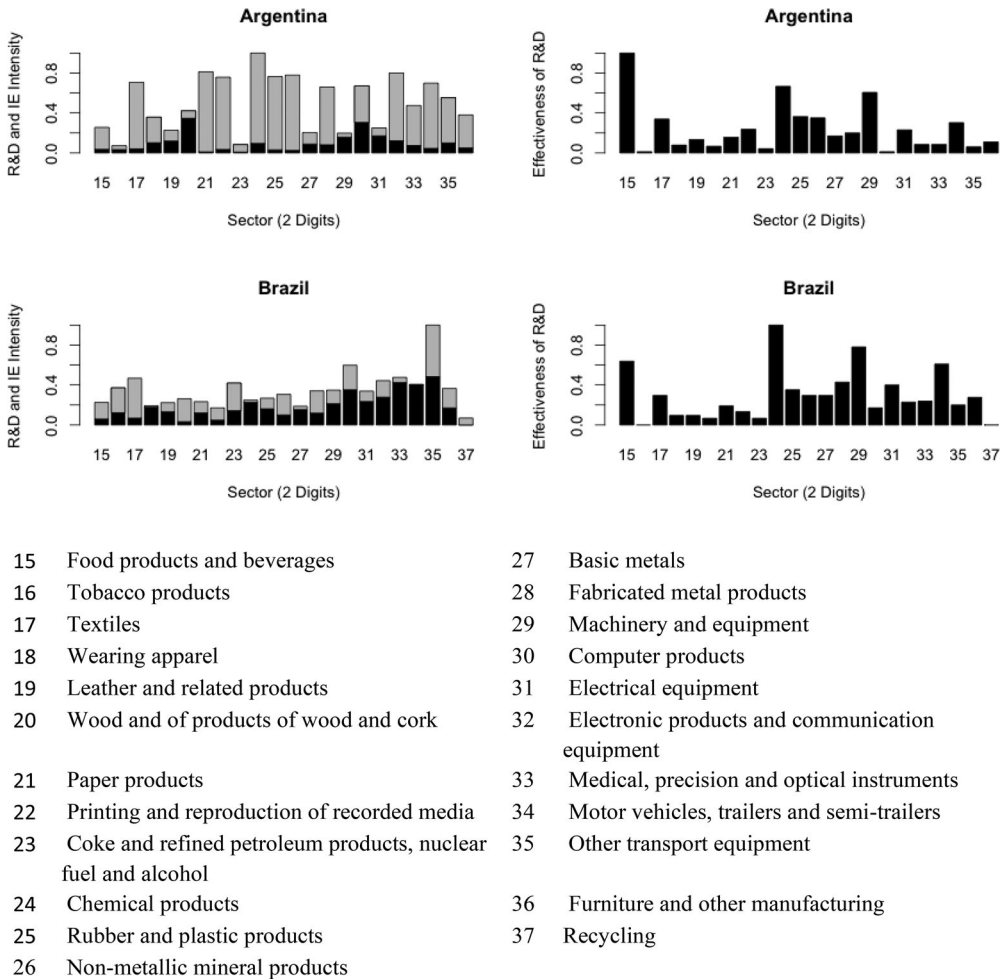 Argentina
R&D and IE Intensity
0.0 0.4 0.8
15 17 19 21 23 25 27 29 31 33 35
Sector (2 Digits)
Argentina
Effectiveness of R&D
0.0 0.4 0.8
15 17 19 21 23 25 27 29 31 33 35
Sector (2 Digits)
Brazil
R&D and IE Intensity
0.0 0.4 0.8
15 17 19 21 23 25 27 29 31 33 35 37
Sector (2 Digits)
Brazil
Effectiveness of R&D
0.0 0.4 0.8
15 17 19 21 23 25 27 29 31 33 35 37
Sector (2 Digits)
15 Food products and beverages
16 Tobacco products
17 Textiles
18 Wearing apparel
19 Leather and related products
20 Wood and of products of wood and cork
21 Paper products
22 Printing and reproduction of recorded media
23 Coke and refined petroleum products, nuclear
fuel and alcohol
24 Chemical products
25 Rubber and plastic products
26 Non-metallic mineral products
27 Basic metals
28 Fabricated metal products
29 Machinery and equipment
30 Computer products
31 Electrical equipment
32 Electronic products and communication
equipment
33 Medical, precision and optical instruments
34 Motor vehicles, trailers and semi-trailers
35 Other transport equipment
36 Furniture and other manufacturing
37 Recycling